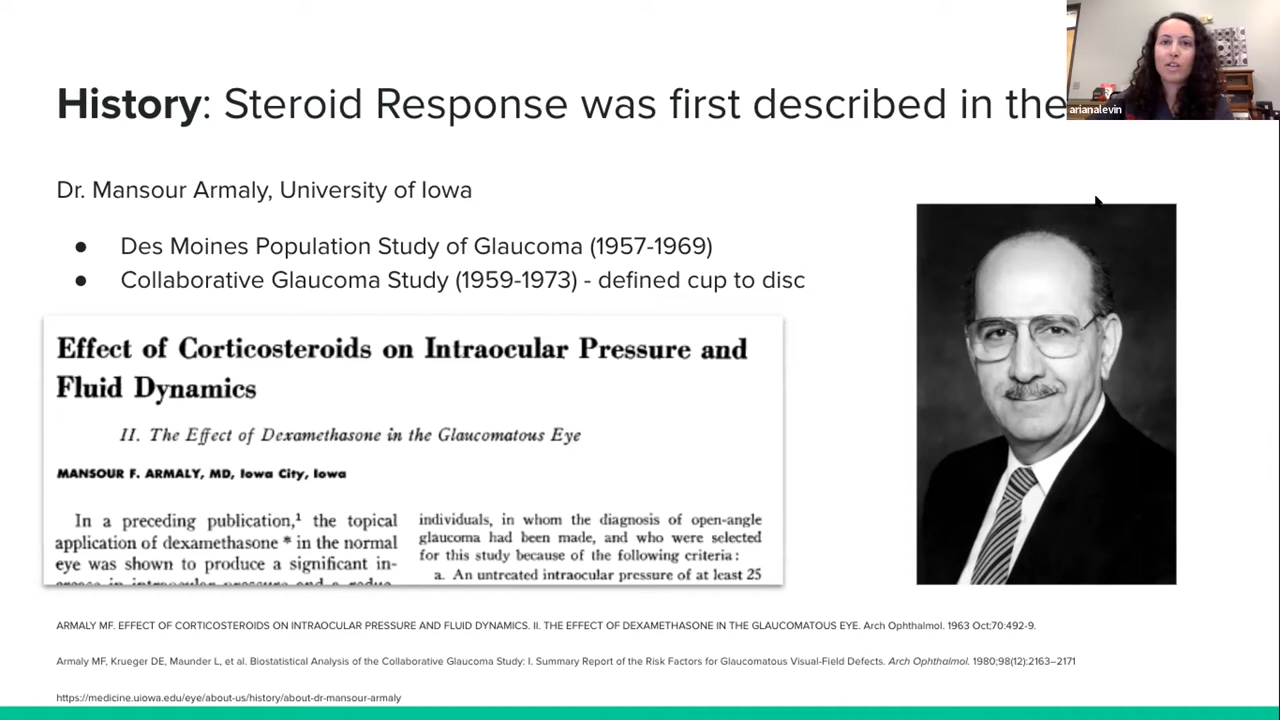 History: Steroid Response was first described in the
arianalevin
Dr. Mansour Armaly, University of Iowa
● Des Moines Population Study of Glaucoma (1957-1969)
● Collaborative Glaucoma Study (1959-1973) - defined cup to disc
Effect of Corticosteroids on Intraocular Pressure and
Fluid Dynamics
II. The Effect of Dexamethasone in the Glaucomatous Eye
MANSOUR F. ARMALY, MD, Iowa City, Iowa
In a preceding publication,¹ the topical
application of dexamethasone * in the normal
eye was shown to produce a significant in-
individuals, in whom the diagnosis of open-angle
glaucoma had been made, and who were selected
for this study because of the following criteria:
a. An untreated intraocular pressure of at least 25
ARMALY MF. EFFECT OF CORTICOSTEROIDS ON INTRAOCULAR PRESSURE AND FLUID DYNAMICS. II. THE EFFECT OF DEXAMETHASONE IN THE GLAUCOMATOUS EYE. Arch Ophthalmol. 1963 Oct;70:492-9.
Armaly MF, Krueger DE, Maunder L, et al. Biostatistical Analysis of the Collaborative Glaucoma Study: I. Summary Report of the Risk Factors for Glaucomatous Visual-Field Defects. Arch Ophthalmol. 1980;98(12):2163–2171
https://medicine.uiowa.edu/eye/about-us/history/about-dr-mansour-armaly